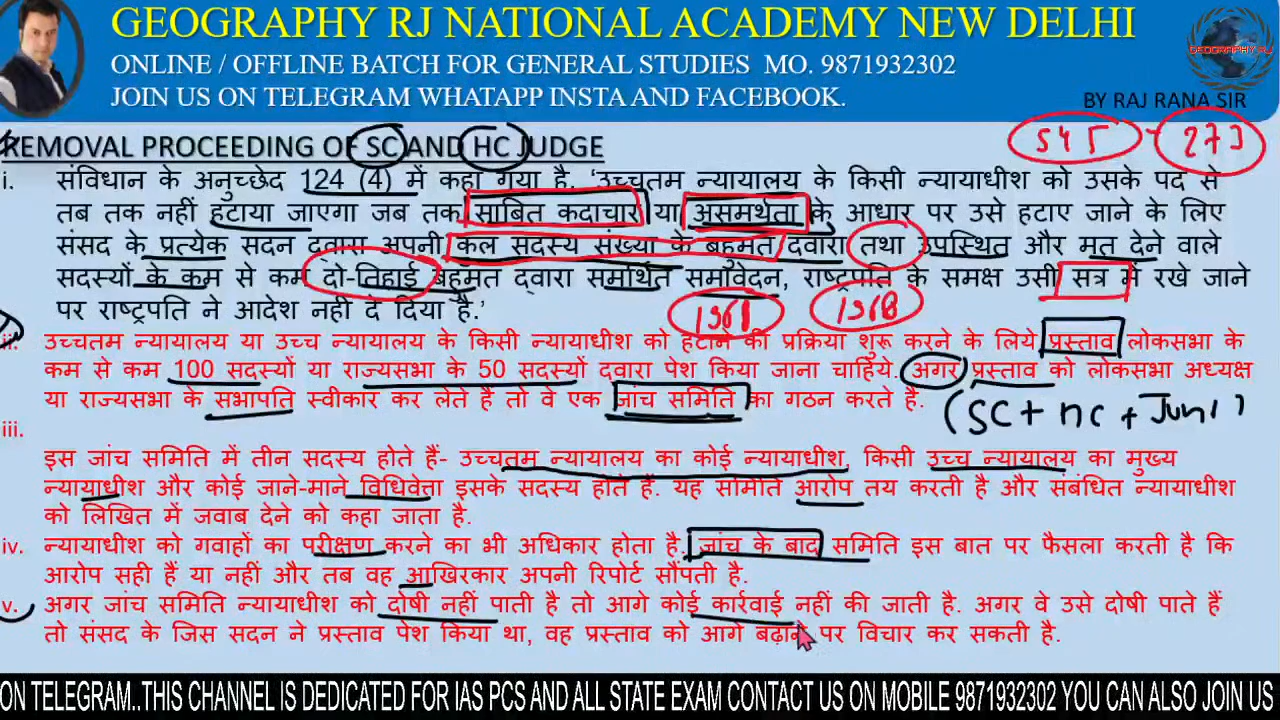 GEOGRAPHY RJ NATIONAL ACADEMY NEW DELHI
ONLINE / OFFLINE BATCH FOR GENERAL STUDIES MO. 9871932302
JOIN US ON TELEGRAM WHATAPP INSTA AND FACEBOOK.
GEOGRAPHY RJ
BY RAJ RANA SIR
REMOVAL PROCEEDING OF SC AND HC JUDGE
545 - 273
i. संविधान के अनुच्छेद 124 (4) में कहा गया है. ‘उच्चतम न्यायालय के किसी न्यायाधीश को उसके पद से
तब तक नहीं हटाया जाएगा जब तक साबित कदाचार या असमर्थता के आधार पर उसे हटाए जाने के लिए
संसद के प्रत्येक सदन द्वारा अपनी कुल सदस्य संख्या के बहुमत द्वारा तथा उपस्थित और मत देने वाले
सदस्यों के कम से कम दो-तिहाई बहुमत द्वारा समर्थित समावेदन, राष्ट्रपति के समक्ष उसी सत्र में रखे जाने
पर राष्ट्रपति ने आदेश नहीं दे दिया है.’
1968
ii. उच्चतम न्यायालय या उच्च न्यायालय के किसी न्यायाधीश को हटाने की प्रक्रिया शुरू करने के लिये प्रस्ताव लोकसभा के
कम से कम 100 सदस्यों या राज्यसभा के 50 सदस्यों द्वारा पेश किया जाना चाहिये. अगर प्रस्ताव को लोकसभा अध्यक्ष
या राज्यसभा के सभापति स्वीकार कर लेते हैं तो वे एक जांच समिति का गठन करते हैं.
(SC + HC +
iii.
इस जांच समिति में तीन सदस्य होते हैं- उच्चतम न्यायालय का कोई न्यायाधीश, किसी उच्च न्यायालय का मुख्य
न्यायाधीश और कोई जाने-माने विधिवेत्ता इसके सदस्य होते हैं. यह समिति आरोप तय करती है और संबंधित न्यायाधीश
को लिखित में जवाब देने को कहा जाता है.
iv. न्यायाधीश को गवाहों का परीक्षण करने का भी अधिकार होता है. जांच के बाद समिति इस बात पर फैसला करती है कि
आरोप सही हैं या नहीं और तब वह आखिरकार अपनी रिपोर्ट सौंपती है.
v. अगर जांच समिति न्यायाधीश को दोषी नहीं पाती है तो आगे कोई कार्रवाई नहीं की जाती है. अगर वे उसे दोषी पाते हैं
तो संसद के जिस सदन ने प्रस्ताव पेश किया था, वह प्रस्ताव को आगे बढ़ाने पर विचार कर सकती है.
ON TELEGRAM..THIS CHANNEL IS DEDICATED FOR IAS PCS AND ALL STATE EXAM CONTACT US ON MOBILE 9871932302 YOU CAN ALSO JOIN US